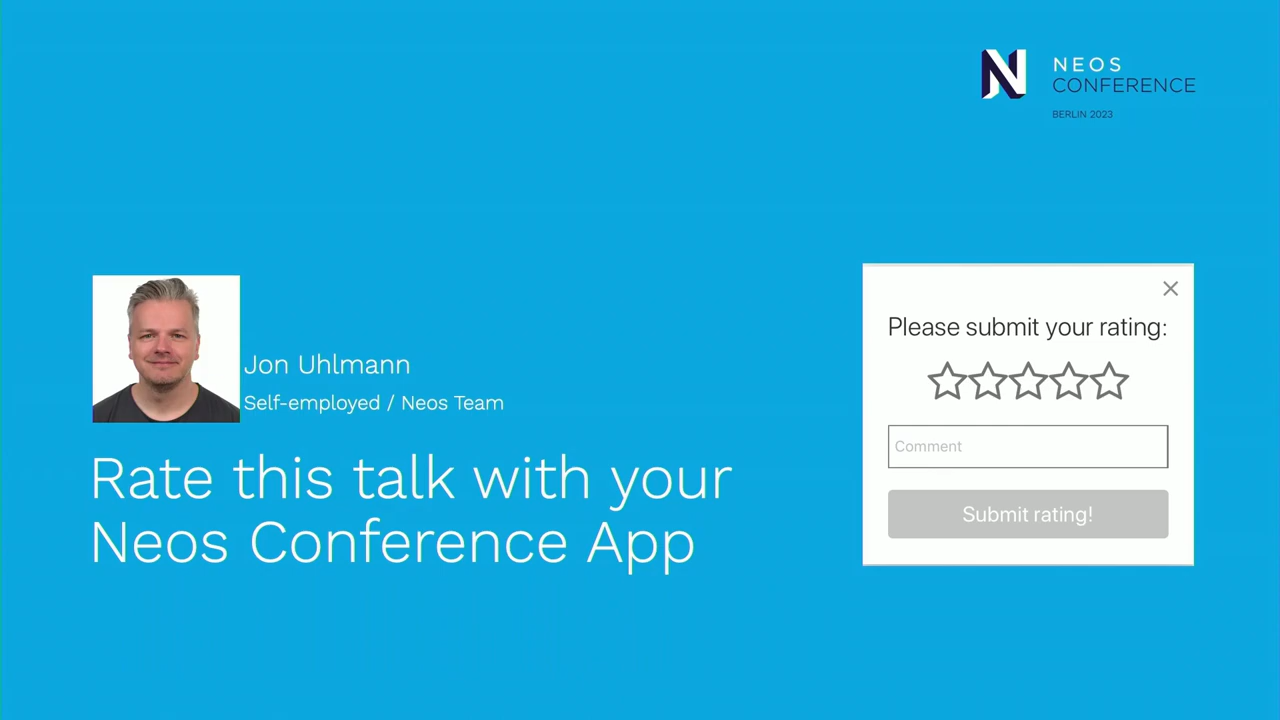 NEOS
CONFERENCE
BERLIN 2023
Jon Uhlmann
Self-employed / Neos Team
Rate this talk with your
Neos Conference App
Please submit your rating:
Comment
Submit rating!